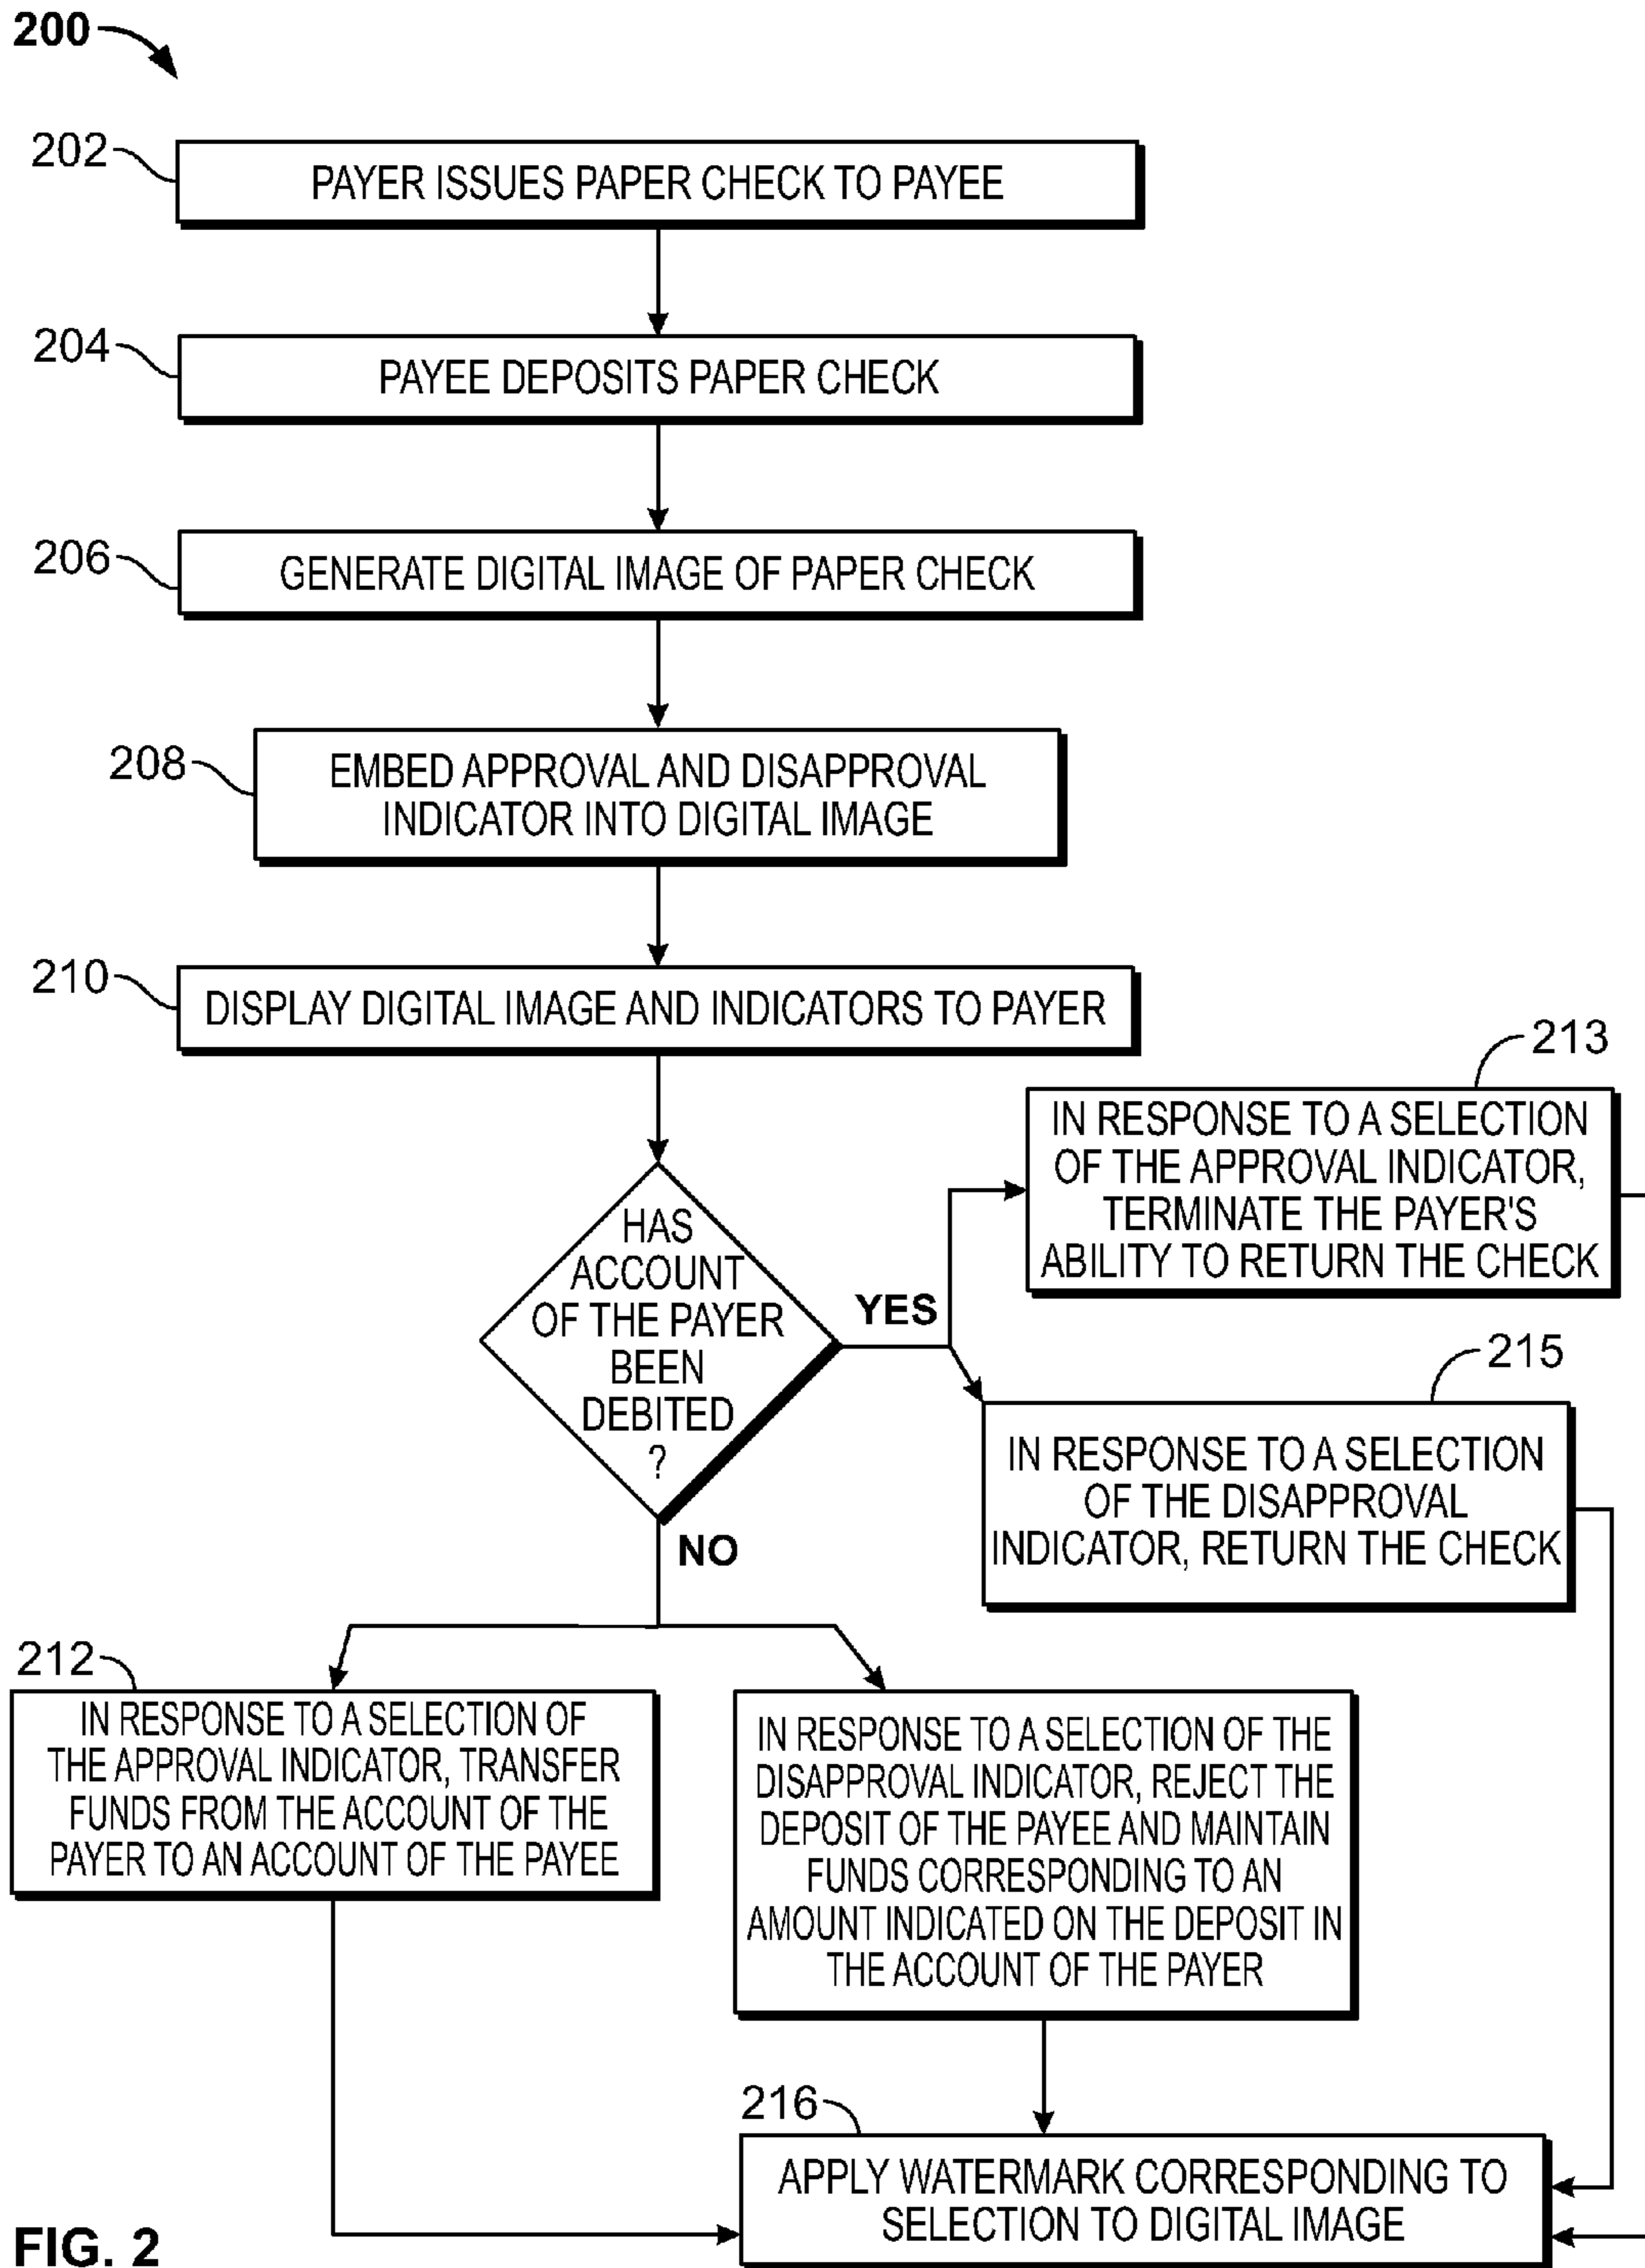 200
202
PAYER ISSUES PAPER CHECK TO PAYEE
204
PAYEE DEPOSITS PAPER CHECK
206
GENERATE DIGITAL IMAGE OF PAPER CHECK
208
EMBED APPROVAL AND DISAPPROVAL
INDICATOR INTO DIGITAL IMAGE
210
DISPLAY DIGITAL IMAGE AND INDICATORS TO PAYER
HAS
ACCOUNT
OF THE PAYER
BEEN
DEBITED
?
YES
213
IN RESPONSE TO A SELECTION
OF THE APPROVAL INDICATOR,
TERMINATE THE PAYER'S
ABILITY TO RETURN THE CHECK
215
IN RESPONSE TO A SELECTION
OF THE DISAPPROVAL
INDICATOR, RETURN THE CHECK
NO
212
IN RESPONSE TO A SELECTION OF
THE APPROVAL INDICATOR, TRANSFER
FUNDS FROM THE ACCOUNT OF THE
PAYER TO AN ACCOUNT OF THE PAYEE
IN RESPONSE TO A SELECTION OF THE
DISAPPROVAL INDICATOR, REJECT THE
DEPOSIT OF THE PAYEE AND MAINTAIN
FUNDS CORRESPONDING TO AN
AMOUNT INDICATED ON THE DEPOSIT IN
THE ACCOUNT OF THE PAYER
216
APPLY WATERMARK CORRESPONDING TO
SELECTION TO DIGITAL IMAGE
FIG. 2